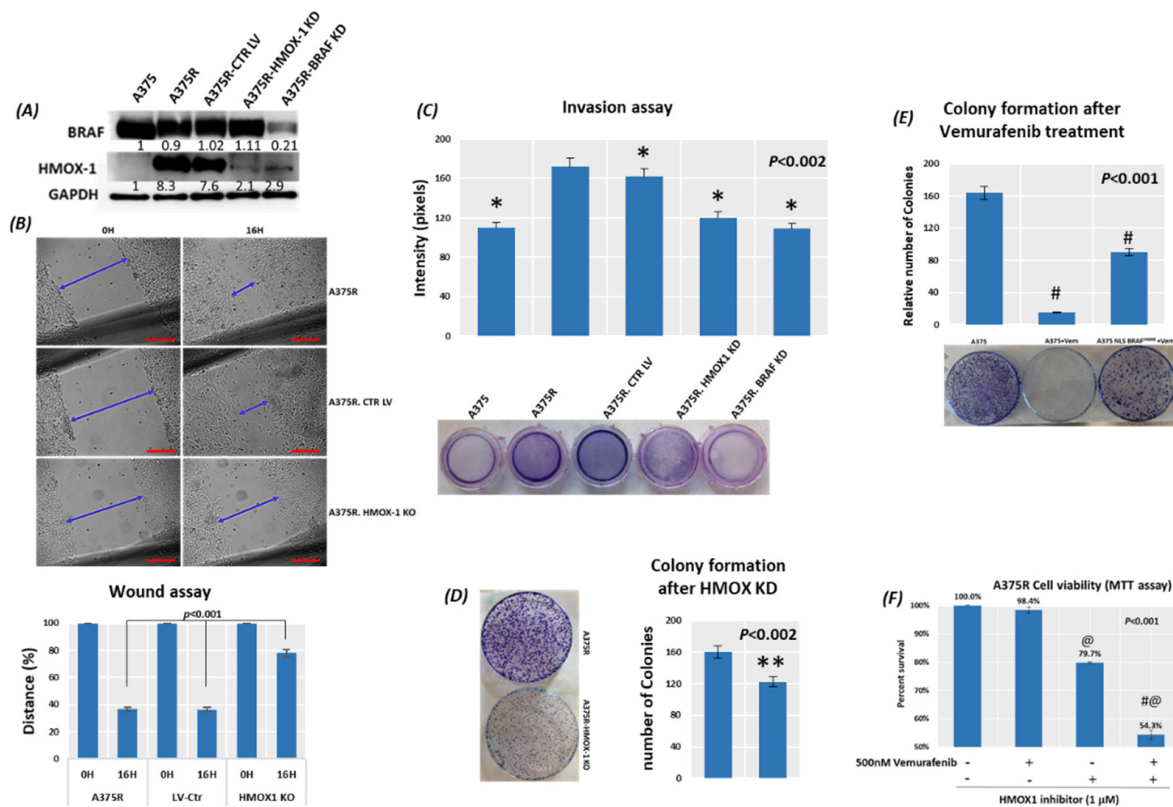 (A)
A375
A375R
A375R-CTR LV
A375R-HMOX-1 KD
A375R-BRAF KD
BRAF
1 0.9 1.02 1.11 0.21
HMOX-1
1 8.3 7.6 2.1 2.9
GAPDH
(B)
0H 16H
A375R
A375R. CTR LV
A375R. HMOX-1 KO
Wound assay
p<0.001
Distance (%)
100
80
60
40
20
0
0H 16H 0H 16H 0H 16H
A375R LV-Ctr HMOX1 KO
(C)
Invasion assay
P<0.002
Intensity (pixels)
200
160
120
80
40
0
* * * *
A375
A375R
A375R. CTR LV
A375R. HMOX1 KD
A375R. BRAF KD
(D)
A375R
A375R-HMOX-1 KO
Colony formation
after HMOX KD
P<0.002
**
number of Colonies
200
160
120
80
40
0
(E)
Colony formation after
Vemurafenib treatment
P<0.001
Relative number of Colonies
200
160
120
80
40
0
# #
A375 A375+Vem A375 NLS BRAF +Vem
(F)
A375R Cell viability (MTT assay)
P<0.001
Percent survival
100%
90%
80%
70%
60%
50%
100.0% 98.4% 79.7% 54.3%
@ #@
500nM Vemurafenib - + - +
- - + +
HMOX1 inhibitor (1 μM)